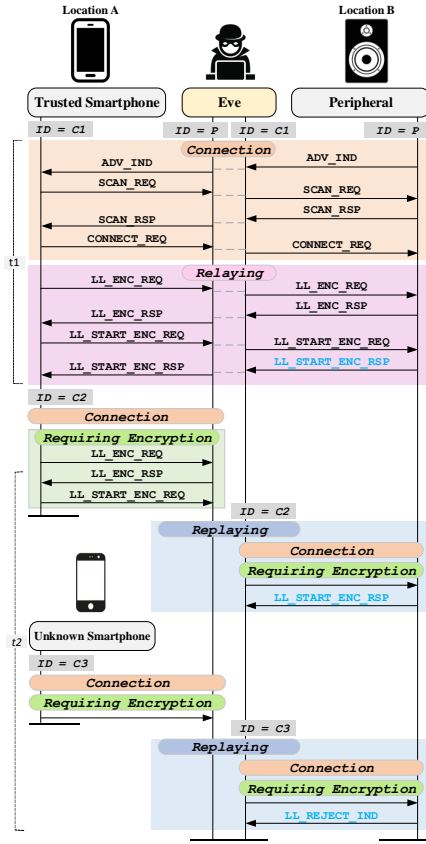 Location A
Location B
Trusted Smartphone
Eve
Peripheral
ID = C1
ID = P
ID = C1
ID = P
Connection
ADV_IND
ADV_IND
SCAN_REQ
SCAN_REQ
SCAN_RSP
SCAN_RSP
CONNECT_REQ
CONNECT_REQ
t1
Relaying
LL_ENC_REQ
LL_ENC_REQ
LL_ENC_RSP
LL_ENC_RSP
LL_START_ENC_REQ
LL_START_ENC_REQ
LL_START_ENC_RSP
LL_START_ENC_RSP
ID = C2
Connection
Requiring Encryption
LL_ENC_REQ
LL_ENC_RSP
LL_START_ENC_REQ
ID = C2
Replaying
Connection
Requiring Encryption
LL_START_ENC_RSP
t2
Unknown Smartphone
ID = C3
Connection
Requiring Encryption
ID = C3
Replaying
Connection
Requiring Encryption
LL_REJECT_IND